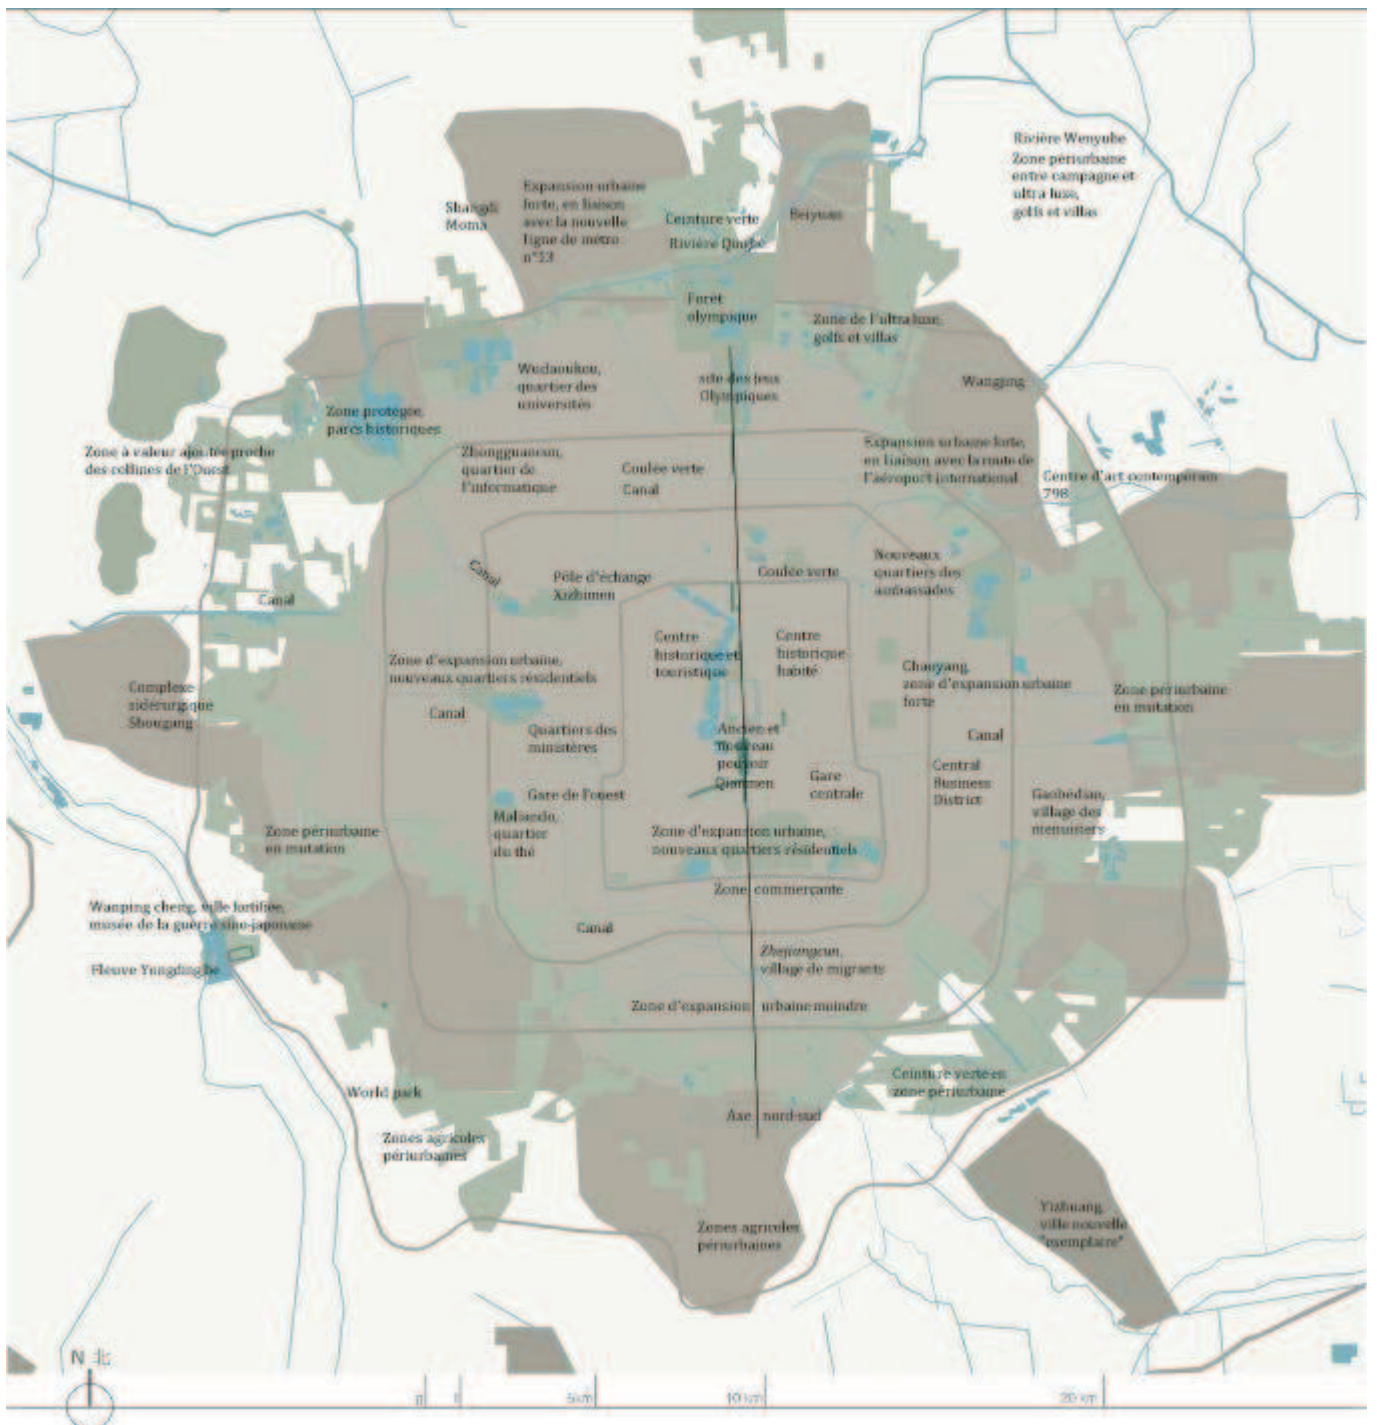 Rivière Wenyuhe
Zone périurbaine
entre campagne et
ultra luxe,
golfs et villas
Expansion urbaine
forte, en liaison
avec la nouvelle
ligne de métro
n°13
Shangdi
Moma
Ceinture verte
Rivière Qinghe
Beiyuan
Forêt
olympique
Zone de l'ultra luxe,
golfs et villas
Wudaoukou,
quartier des
universités
site des jeux
Olympiques
Wangjing
Zone protégée,
parcs historiques
Zone à valeur ajoutée proche
des collines de l'Ouest
Zhongguancun,
quartier de
l'informatique
Coulée verte
Canal
Expansion urbaine forte,
en liaison avec la route de
l'aéroport international
Centre d'art contemporain
798
Canal
Pôle d'échange
Xizhimen
Coulée verte
Nouveaux
quartiers des
ambassades
Canal
Centre
historique et
touristique
Centre
historique
habité
Zone d'expansion urbaine,
nouveaux quartiers résidentiels
Chaoyang,
zone d'expansion urbaine
forte
Zone périurbaine
en mutation
Complexe
sidérurgique
Shougang
Canal
Quartiers des
ministères
Ancien et
nouveau
pouvoir
Qianmen
Canal
Gare
centrale
Central
Business
District
Gare de l'ouest
Maliandao,
quartier
du thé
Gaobeidian,
village des
menuisiers
Zone périurbaine
en mutation
Zone d'expansion urbaine,
nouveaux quartiers résidentiels
Zone commerçante
Wanping cheng, ville fortifiée,
musée de la guerre sino-japonaise
Canal
Fleuve Yongding he
Zhejiangcun,
village de migrants
Zone d'expansion urbaine moindre
Ceinture verte en
zone périurbaine
World park
Axe nord-sud
Zones agricoles
périurbaines
Zones agricoles
périurbaines
Yizhuang,
ville nouvelle
"exemplaire"
N 北
0 1 5km 10 km 20 km